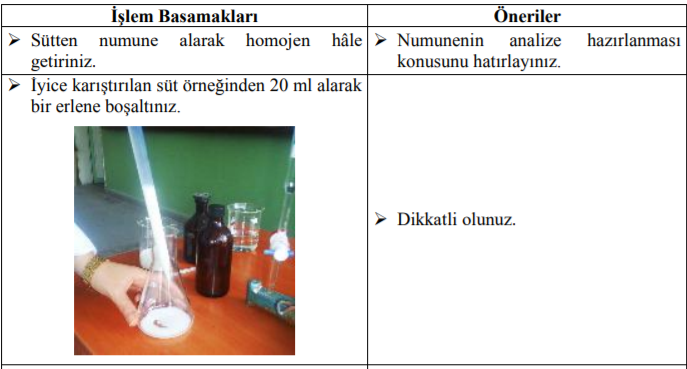 İşlem Basamakları
Öneriler
➢ Sütten numune alarak homojen hâle
getiriniz.
➢ Numunenin analize hazırlanması
konusunu hatırlayınız.
➢ İyice karıştırılan süt örneğinden 20 ml alarak
bir erlene boşaltınız.
➢ Dikkatli olunuz.